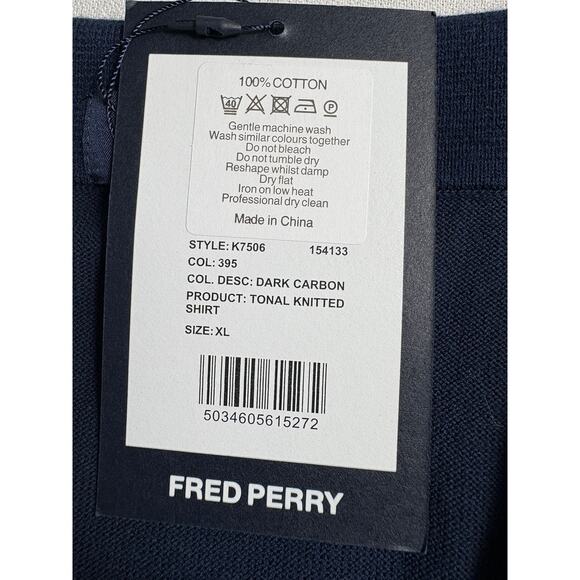 100% COTTON
40 P
Gentle machine wash
Wash similar colours together
Do not bleach
Do not tumble dry
Reshape whilst damp
Dry flat
Iron on low heat
Professional dry clean
Made in China
STYLE: K7506 154133
COL: 395
COL. DESC: DARK CARBON
PRODUCT: TONAL KNITTED
SHIRT
SIZE: XL
5034605615272
FRED PERRY